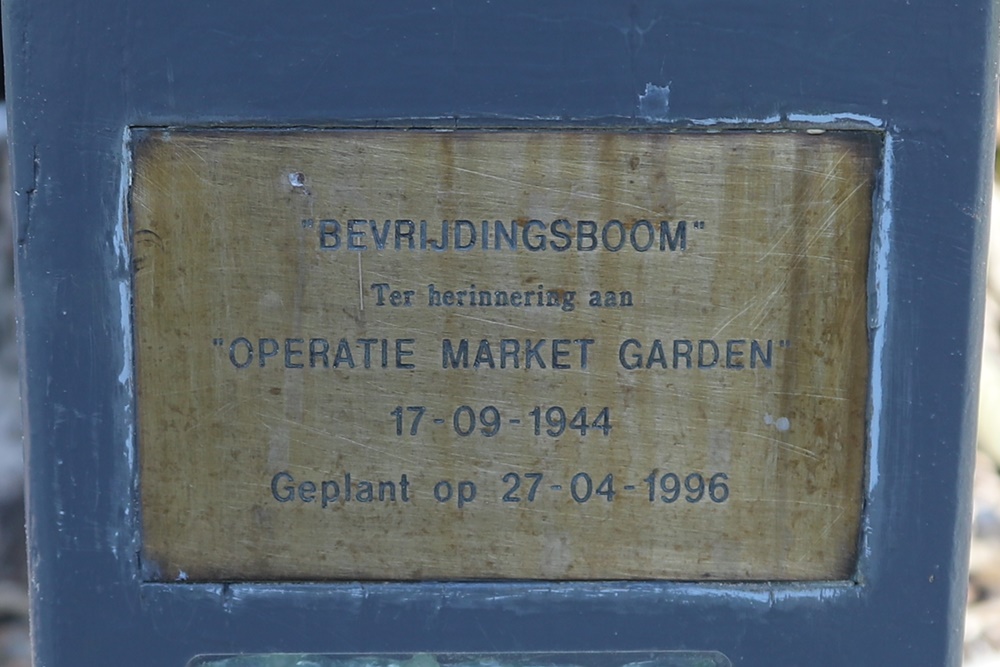 "BEVRIJDINGSBOOM"
Ter herinnering aan
"OPERATIE MARKET GARDEN"
17-09-1944
Geplant op 27-04-1996